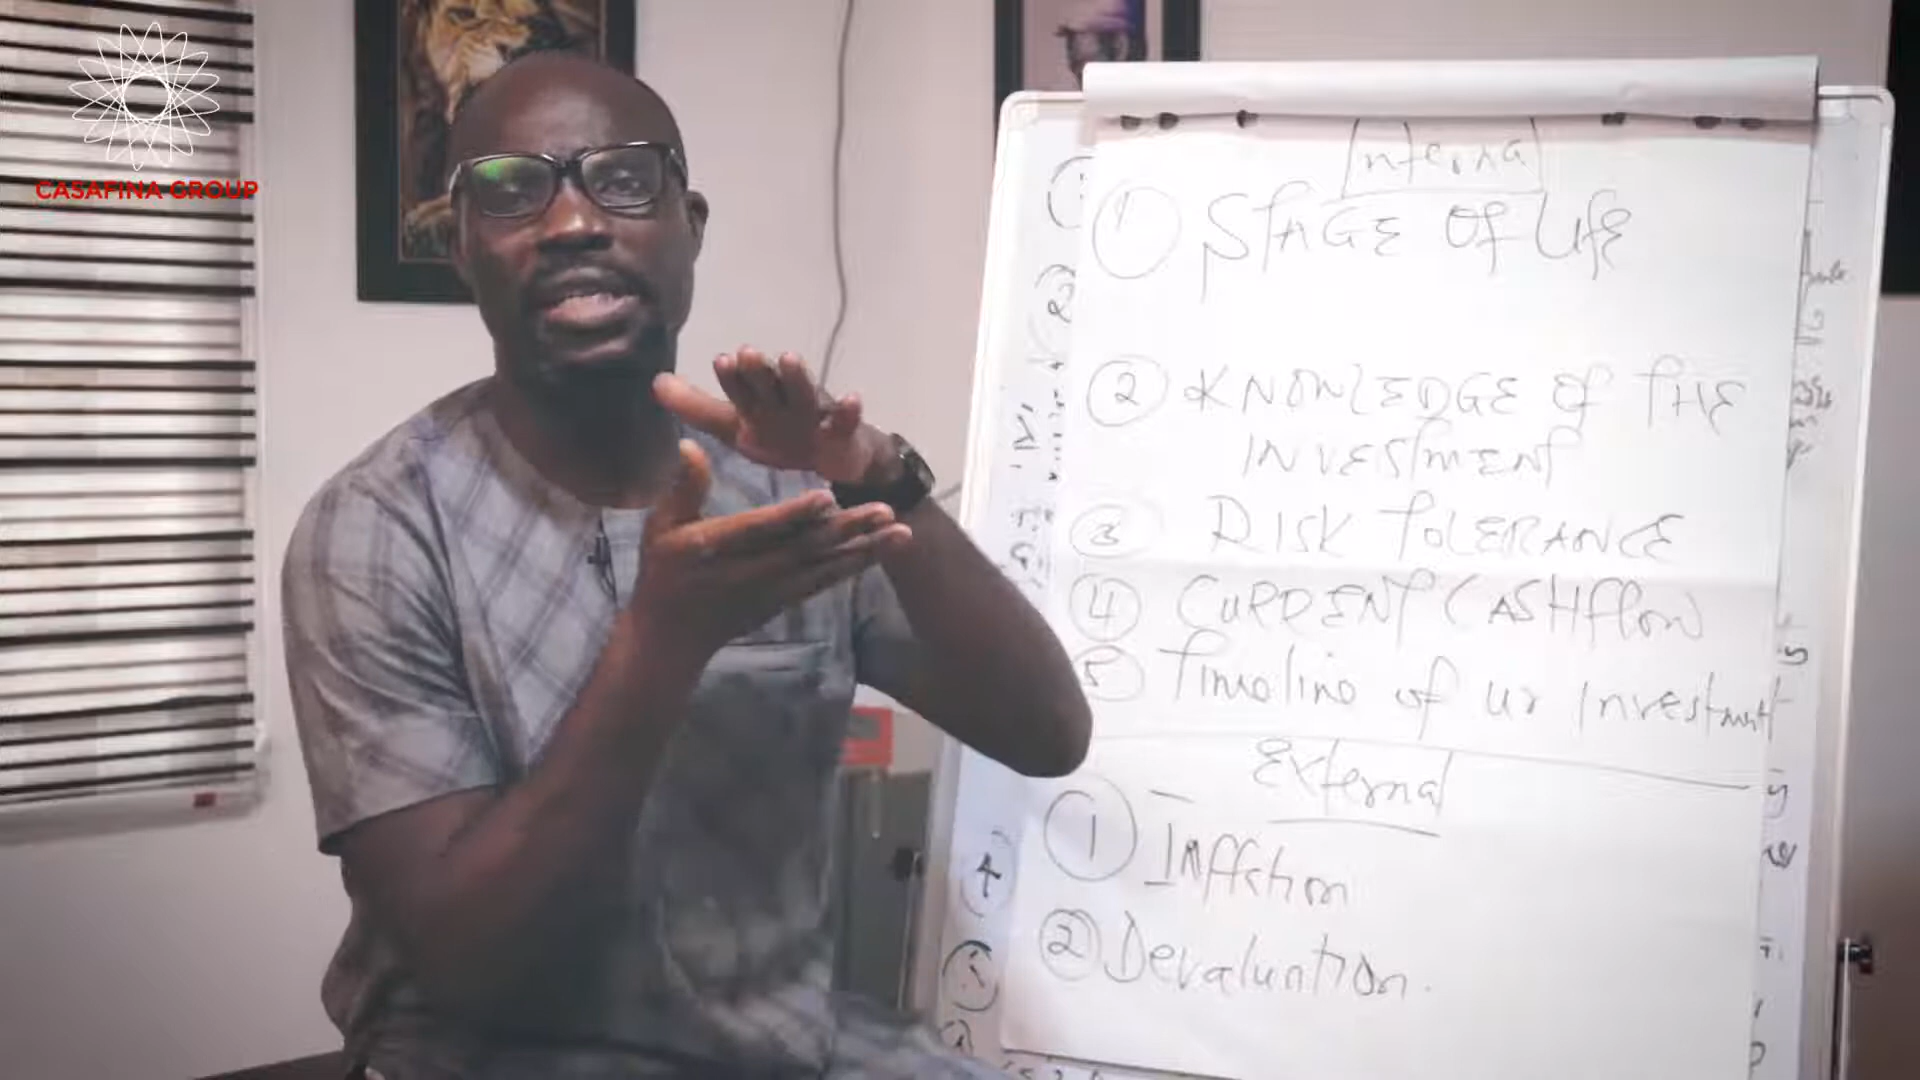 CASAFINA GROUP
Internal
1 STAGE OF LIFE
2 KNOWLEDGE OF THE
INVESTMENT
3 RISK TOLERANCE
4 CURRENT CASHFLOW
5 Timeline of ur Investment
External
1 Inflation
2 Devaluation.